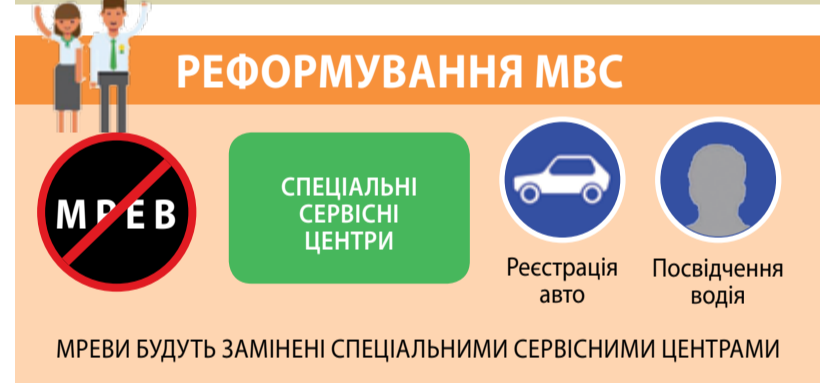 РЕФОРМУВАННЯ МВС
МРЕВ
СПЕЦІАЛЬНІ
СЕРВІСНІ
ЦЕНТРИ
Реєстрація
авто
Посвідчення
водія
МРЕВИ БУДУТЬ ЗАМІНЕНІ СПЕЦІАЛЬНИМИ СЕРВІСНИМИ ЦЕНТРАМИ